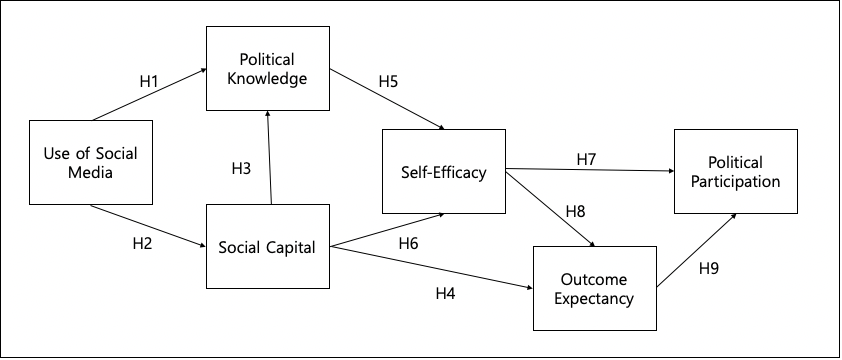 Political
Knowledge
H1
H5
Use of Social
Media
H3
Self-Efficacy
H7
Political
Participation
H2
Social Capital
H6
H8
H4
Outcome
Expectancy
H9